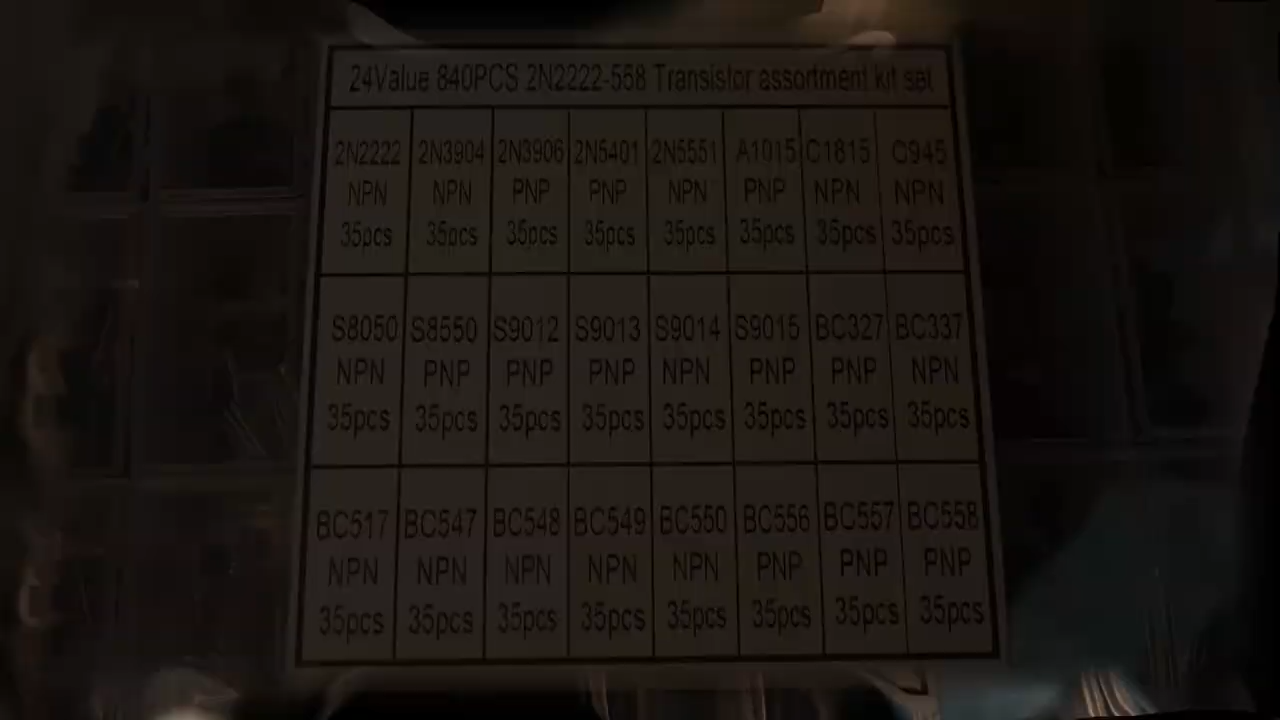 24Value 840PCS 2N2222-558 Transistor assortment kit set
2N2222 2N3904 2N3906 2N5401 2N5551 A1015 C1815 C945
NPN NPN PNP PNP NPN PNP NPN NPN
35pcs 35pcs 35pcs 35pcs 35pcs 35pcs 35pcs 35pcs
S8050 S8550 S9012 S9013 S9014 S9015 BC327 BC337
NPN PNP PNP PNP NPN PNP PNP NPN
35pcs 35pcs 35pcs 35pcs 35pcs 35pcs 35pcs 35pcs
BC517 BC547 BC548 BC549 BC550 BC556 BC557 BC558
NPN NPN NPN NPN NPN PNP PNP PNP
35pcs 35pcs 35pcs 35pcs 35pcs 35pcs 35pcs 35pcs